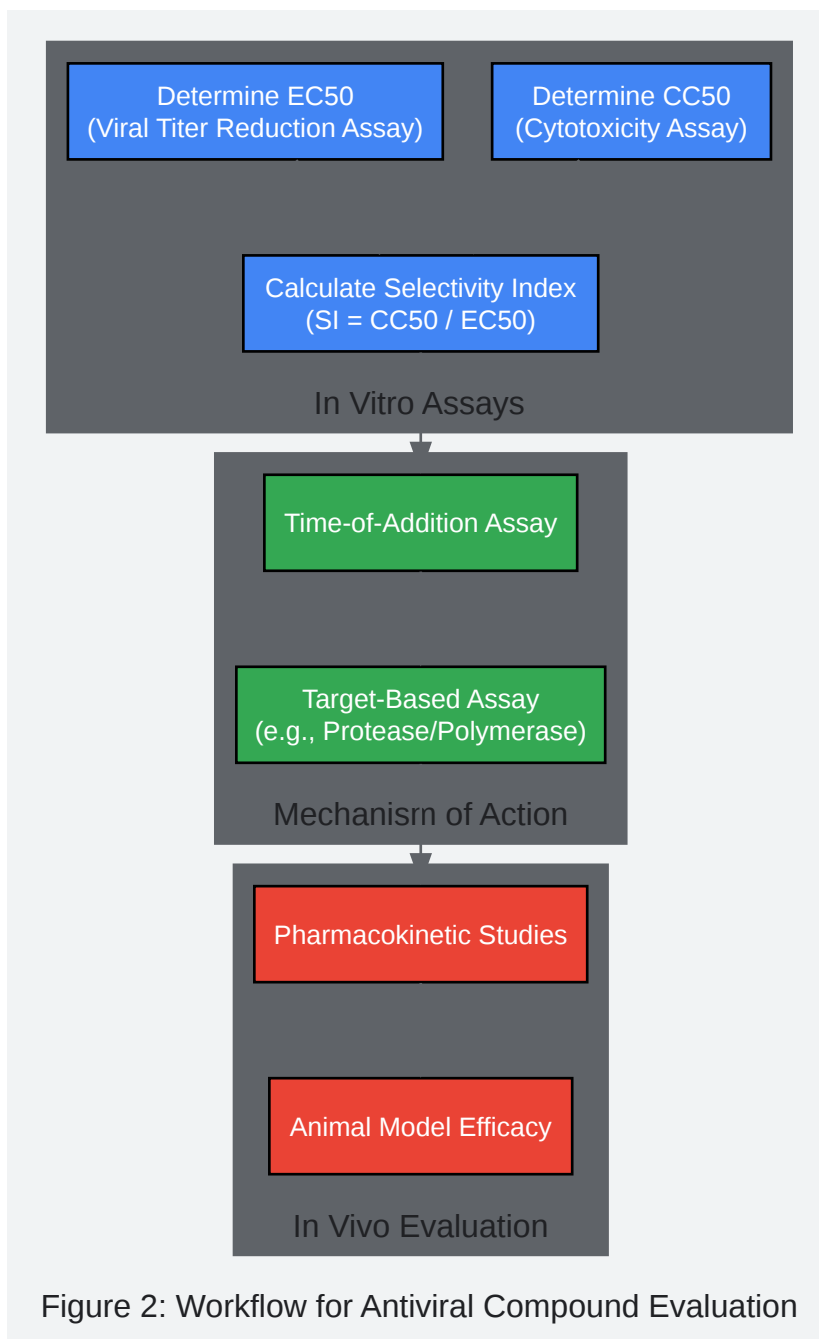 Determine EC50
(Viral Titer Reduction Assay)
Determine CC50
(Cytotoxicity Assay)
Calculate Selectivity Index
(SI = CC50 / EC50)
In Vitro Assays
Time-of-Addition Assay
Target-Based Assay
(e.g., Protease/Polymerase)
Mechanisrn of Action
Pharmacokinetic Studies
Animal Model Efficacy
In Vivo Evaluation
Figure 2: Workflow for Antiviral Compound Evaluation